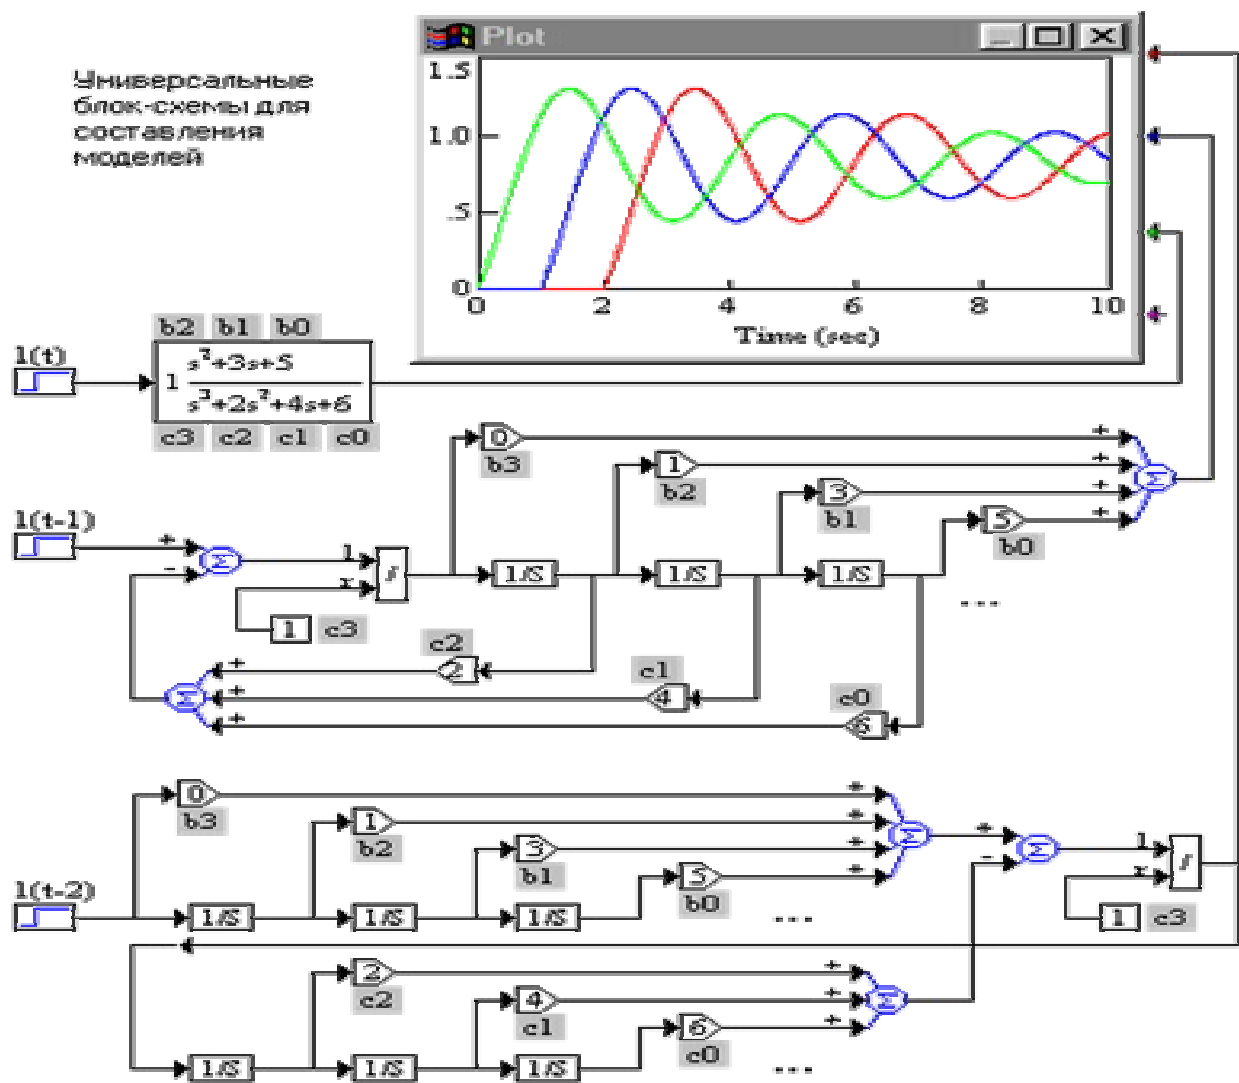 Plot
Универсальные
блок-схемы для
составления
моделей
1.5
1.0
.5
0
0 2 4 6 8 10
Time (sec)
b2 b1 b0
1(t)
1
s²+3s+5
s³+2s²+4s+6
c3 c2 c1 c0
0
b3
1
b2
3
b1
5
b0
1(t-1)
+
-
Σ
l
r
/
1/S 1/S 1/S
+
+
+
+
Σ
...
1 c3
c2
2
c1
4
c0
6
+
+
+
Σ
0
b3
1
b2
3
b1
5
b0
+
+
+
+
Σ
+
-
Σ
l
r
/
1(t-2)
1/S 1/S 1/S
...
1 c3
2
c2
4
c1
6
c0
+
+
+
Σ
1/S 1/S 1/S
...